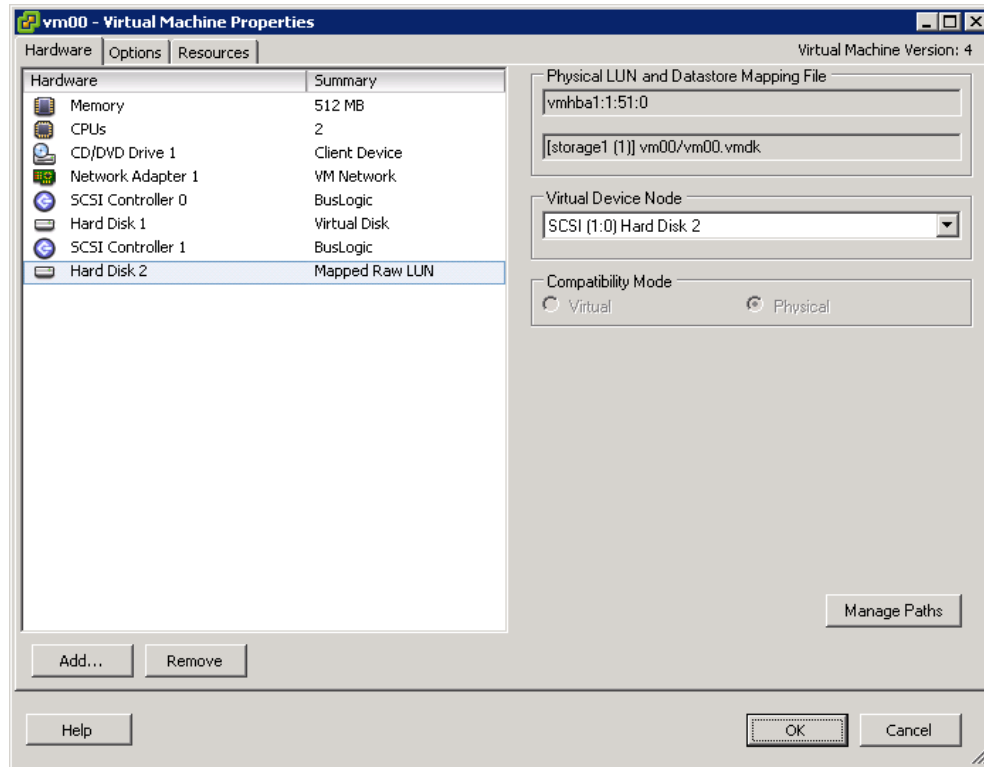 vm00 - Virtual Machine Properties
Hardware Options Resources Virtual Machine Version: 4
Hardware Summary
Memory 512 MB
CPUs 2
CD/DVD Drive 1 Client Device
Network Adapter 1 VM Network
SCSI Controller 0 BusLogic
Hard Disk 1 Virtual Disk
SCSI Controller 1 BusLogic
Hard Disk 2 Mapped Raw LUN
Physical LUN and Datastore Mapping File
vmhba1:1:51:0
[storage1 (1)] vm00/vm00.vmdk
Virtual Device Node
SCSI (1:0) Hard Disk 2
Compatibility Mode
Virtual Physical
Manage Paths
Add... Remove
Help OK Cancel